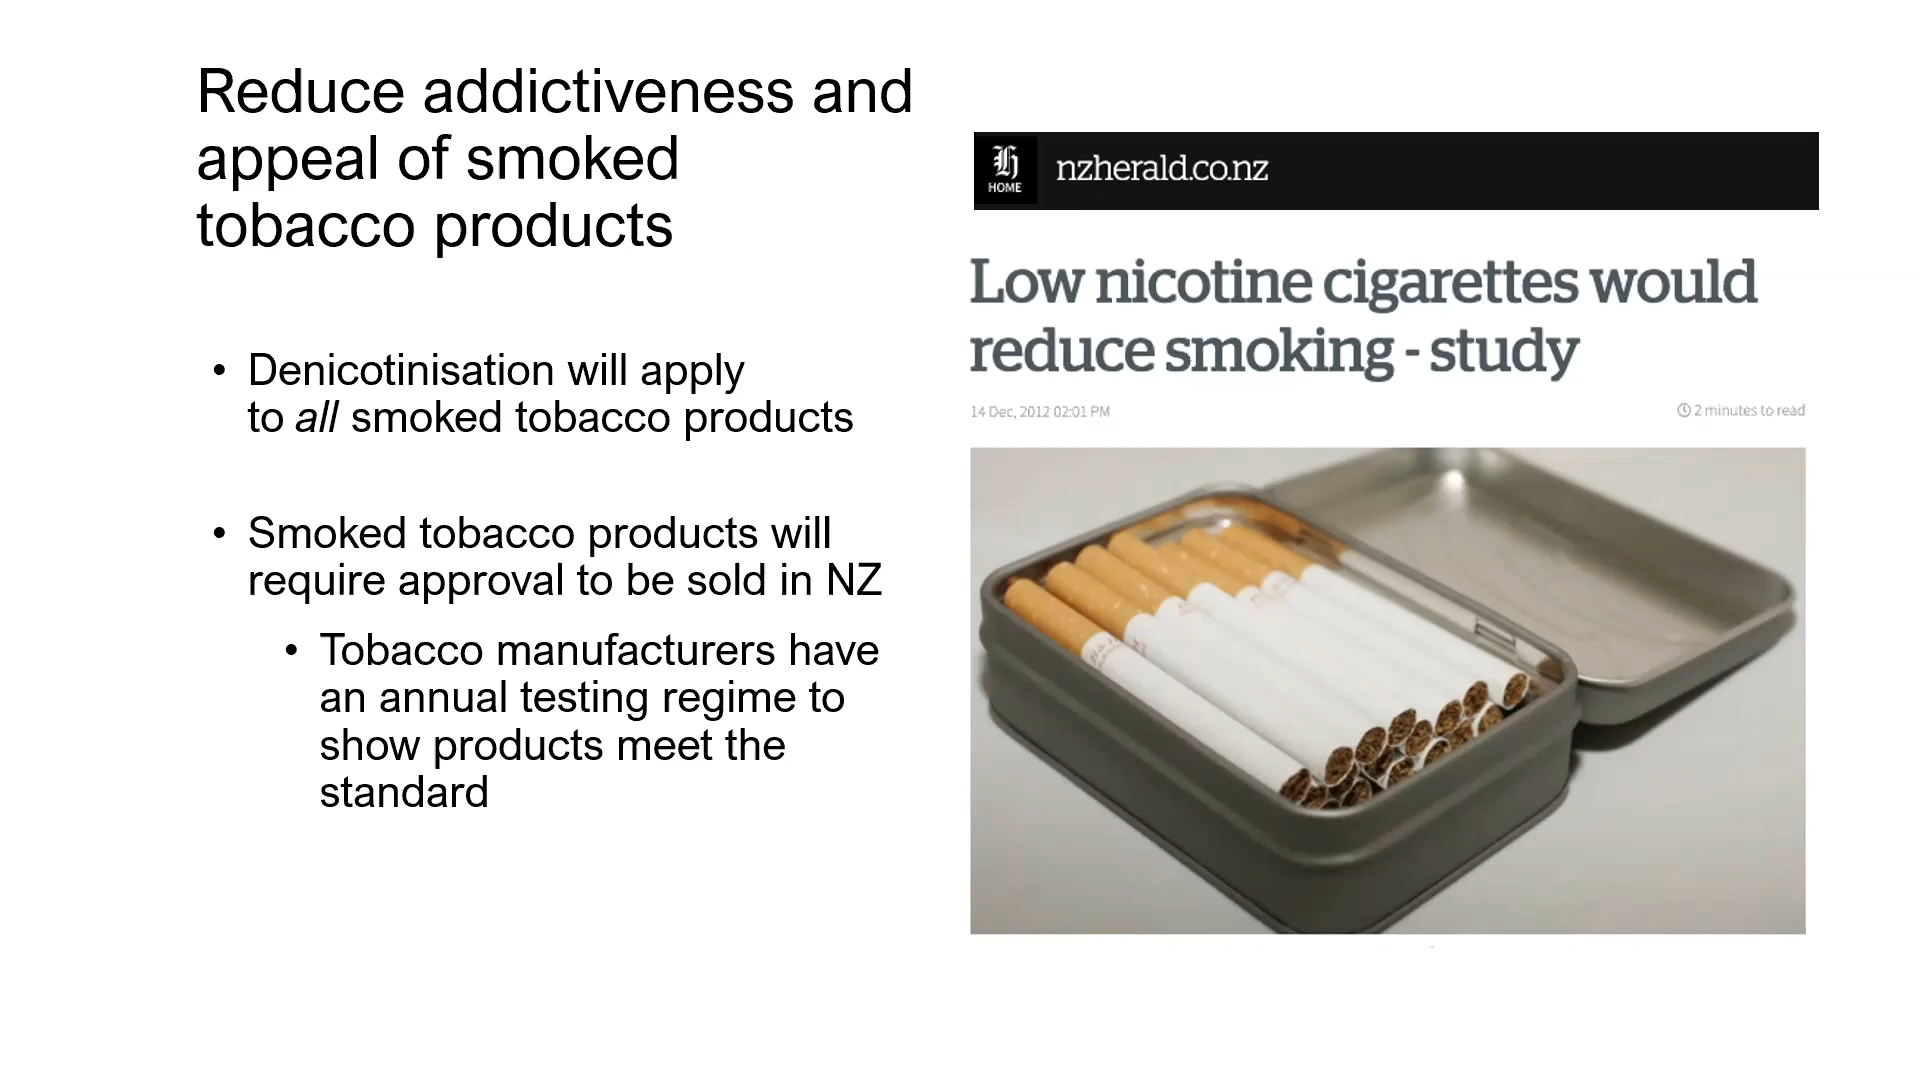 Reduce addictiveness and
appeal of smoked
tobacco products
• Denicotinisation will apply
to all smoked tobacco products
• Smoked tobacco products will
require approval to be sold in NZ
• Tobacco manufacturers have
an annual testing regime to
show products meet the
standard
HOME
nzherald.co.nz
Low nicotine cigarettes would
reduce smoking - study
14 Dec, 2012 02:01 PM
2 minutes to read